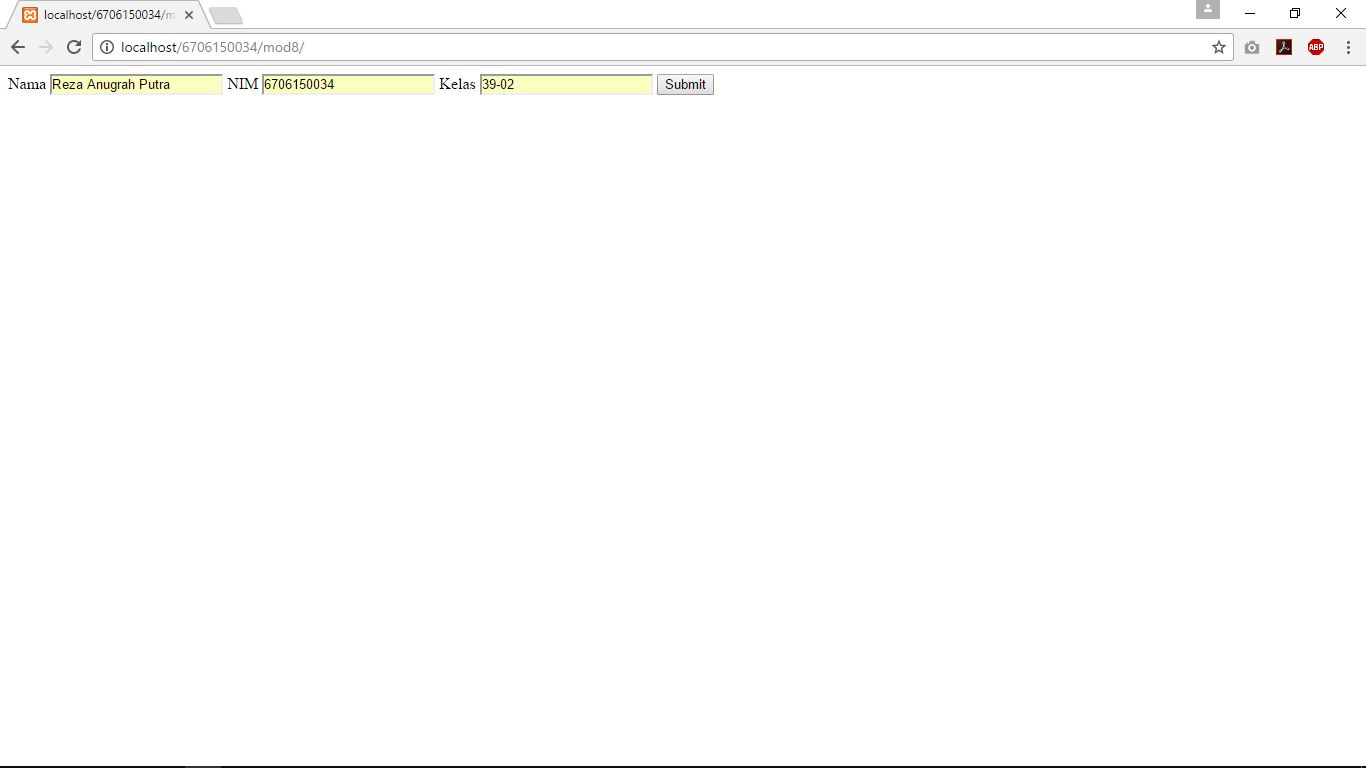 localhost/6706150034/m
localhost/6706150034/mod8/
ABP
Nama Reza Anugrah Putra NIM 6706150034 Kelas 39-02 Submit